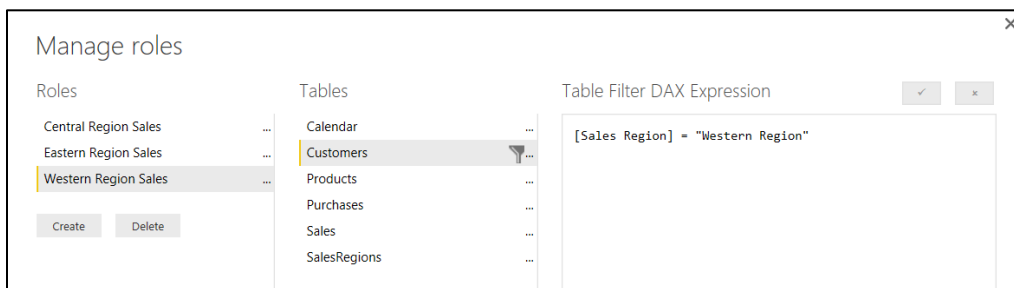 Manage roles
Roles
Central Region Sales ...
Eastern Region Sales ...
Western Region Sales ...
Create Delete
Tables
Calendar ...
Customers ...
Products ...
Purchases ...
Sales ...
SalesRegions ...
Table Filter DAX Expression
[Sales Region] = "Western Region"